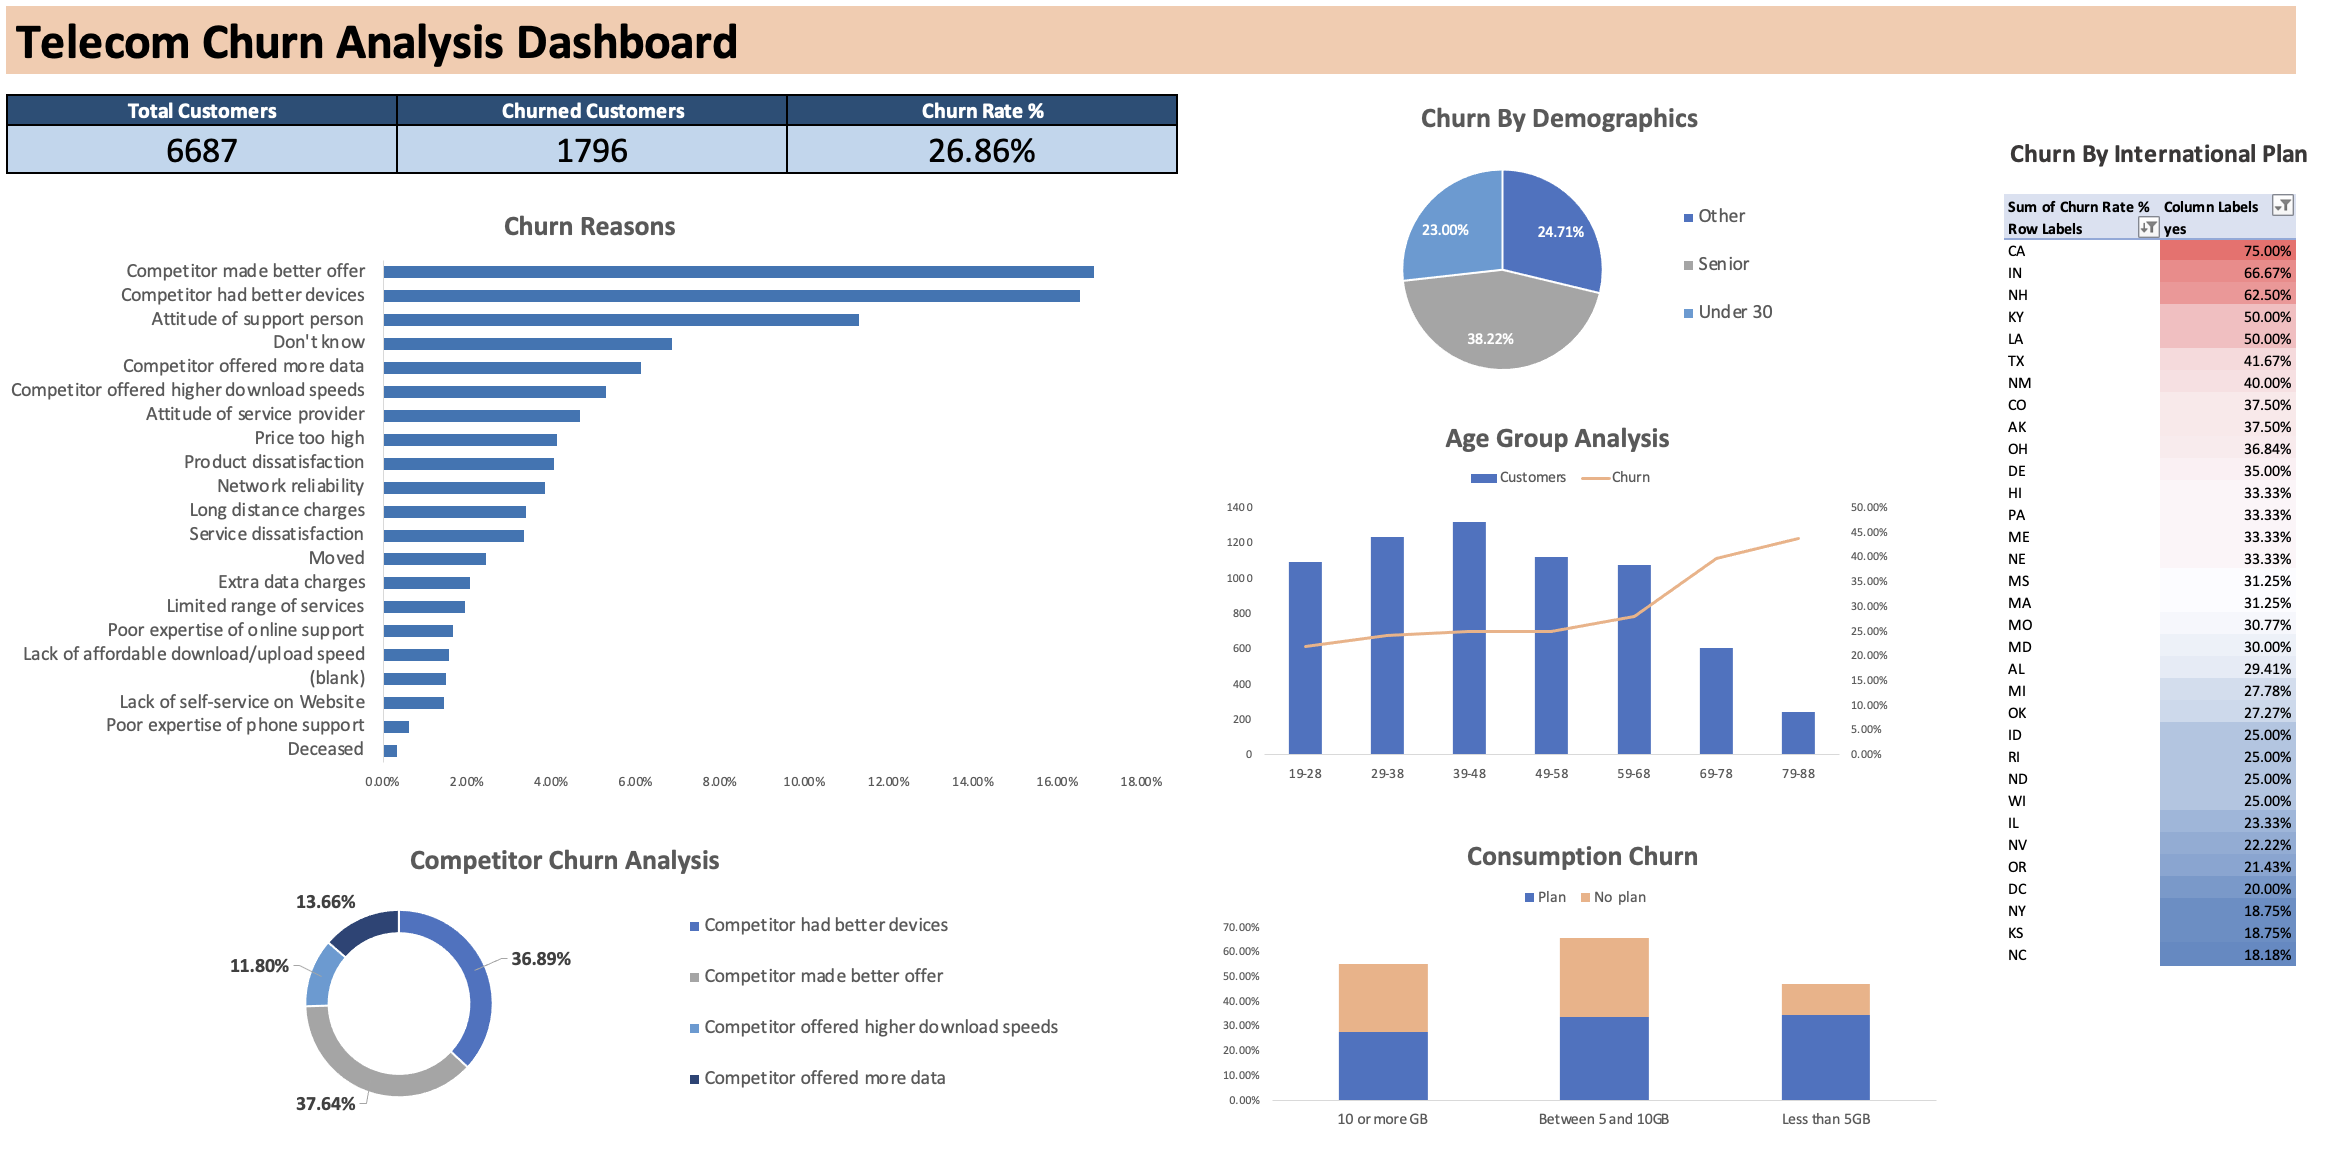 Telecom Churn Analysis Dashboard
Total Customers Churned Customers Churn Rate %
6687 1796 26.86%
Churn Reasons
Competitor made better offer
Competitor had better devices
Attitude of support person
Don't know
Competitor offered more data
Competitor offered higher download speeds
Attitude of service provider
Price too high
Product dissatisfaction
Network reliability
Long distance charges
Service dissatisfaction
Moved
Extra data charges
Limited range of services
Poor expertise of online support
Lack of affordable download/upload speed
(blank)
Lack of self-service on Website
Poor expertise of phone support
Deceased
0.00% 2.00% 4.00% 6.00% 8.00% 10.00% 12.00% 14.00% 16.00% 18.00%
Competitor Churn Analysis
13.66%
11.80%
36.89%
37.64%
Competitor had better devices
Competitor made better offer
Competitor offered higher download speeds
Competitor offered more data
Churn By Demographics
23.00%
24.71%
38.22%
Other
Senior
Under 30
Age Group Analysis
Customers Churn
1400
1200
1000
800
600
400
200
0
50.00%
45.00%
40.00%
35.00%
30.00%
25.00%
20.00%
15.00%
10.00%
5.00%
0.00%
19-28 29-38 39-48 49-58 59-68 69-78 79-88
Consumption Churn
Plan No plan
70.00%
60.00%
50.00%
40.00%
30.00%
20.00%
10.00%
0.00%
10 or more GB Between 5 and 10GB Less than 5GB
Churn By International Plan
Sum of Churn Rate % Column Labels
Row Labels yes
CA 75.00%
IN 66.67%
NH 62.50%
KY 50.00%
LA 50.00%
TX 41.67%
NM 40.00%
CO 37.50%
AK 37.50%
OH 36.84%
DE 35.00%
HI 33.33%
PA 33.33%
ME 33.33%
NE 33.33%
MS 31.25%
MA 31.25%
MO 30.77%
MD 30.00%
AL 29.41%
MI 27.78%
OK 27.27%
ID 25.00%
RI 25.00%
ND 25.00%
WI 25.00%
IL 23.33%
NV 22.22%
OR 21.43%
DC 20.00%
NY 18.75%
KS 18.75%
NC 18.18%